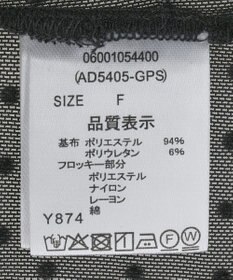 06001054400
(AD5405-GPS)
SIZE F
品質表示
基布 ポリエステル 94%
ポリウレタン 6%
フロッキー部分
ポリエステル
ナイロン
レーヨン
綿
Y874